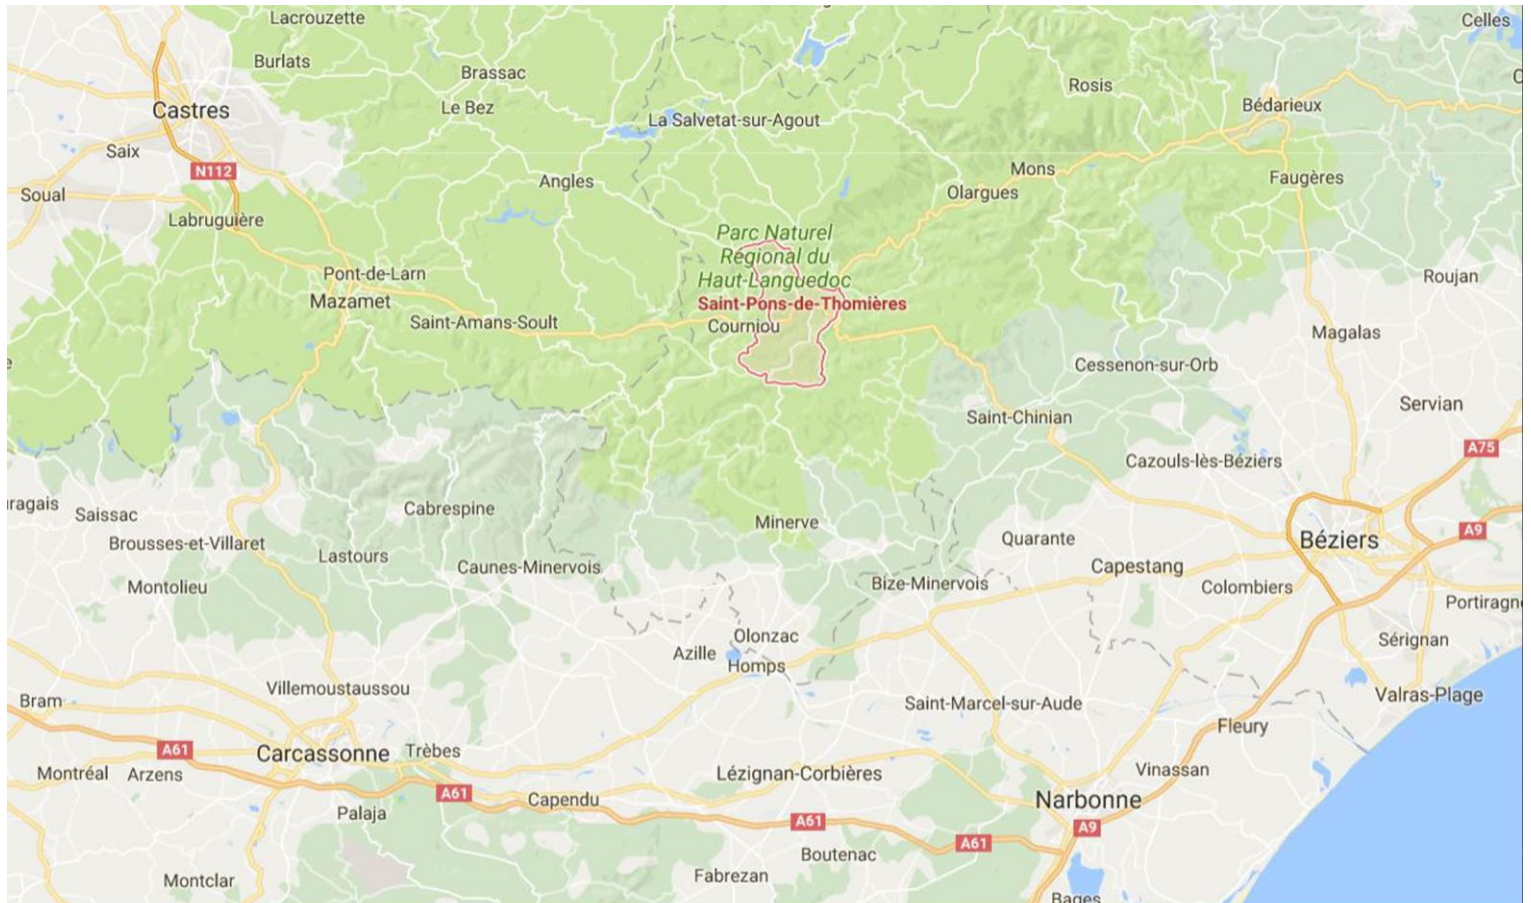 Lacrouzette
Celles
Burlats
Brassac
Rosis
Le Bez
Castres
La Salvetat-sur-Agout
Bédarieux
Saix
N112
Mons
Faugères
Angles
Olargues
Soual
Labruguière
Parc Naturel
Régional du
Haut-Languedoc
Pont-de-Larn
Roujan
Mazamet
Saint-Pons-de-Thomières
Saint-Amans-Soult
Courniou
Magalas
Cessenon-sur-Orb
Servian
Saint-Chinian
A75
Cazouls-lès-Béziers
aragais
Saissac
Cabrespine
Minerve
A9
Brousses-et-Villaret
Lastours
Quarante
Béziers
Caunes-Minervois
Capestang
Montolieu
Bize-Minervois
Colombiers
Portiragn
Olonzac
Sérignan
Azille
Homps
Villemoustaussou
Bram
Saint-Marcel-sur-Aude
Valras-Plage
Fleury
A61
Carcassonne
Trèbes
Montréal
Arzens
Lézignan-Corbières
Vinassan
A61
Capendu
Narbonne
Palaja
A61
A9
A61
Boutenac
Montclar
Fabrezan
Bages